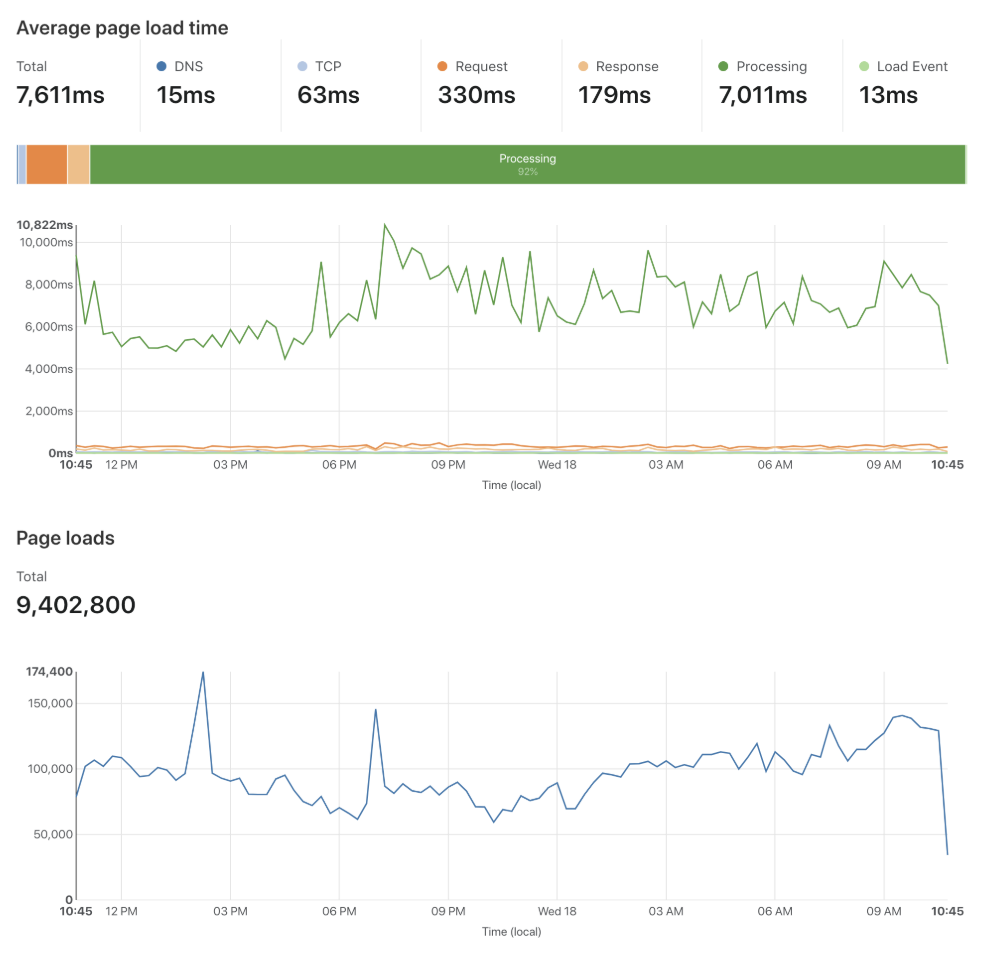 Average page load time
Total DNS TCP Request Response Processing Load Event
7,611ms 15ms 63ms 330ms 179ms 7,011ms 13ms
Processing
92%
10,822ms
10,000ms
8,000ms
6,000ms
4,000ms
2,000ms
0ms
10:45 12 PM 03 PM 06 PM 09 PM Wed 18 03 AM 06 AM 09 AM 10:45
Time (local)
Page loads
Total
9,402,800
174,400
150,000
100,000
50,000
0
10:45 12 PM 03 PM 06 PM 09 PM Wed 18 03 AM 06 AM 09 AM 10:45
Time (local)